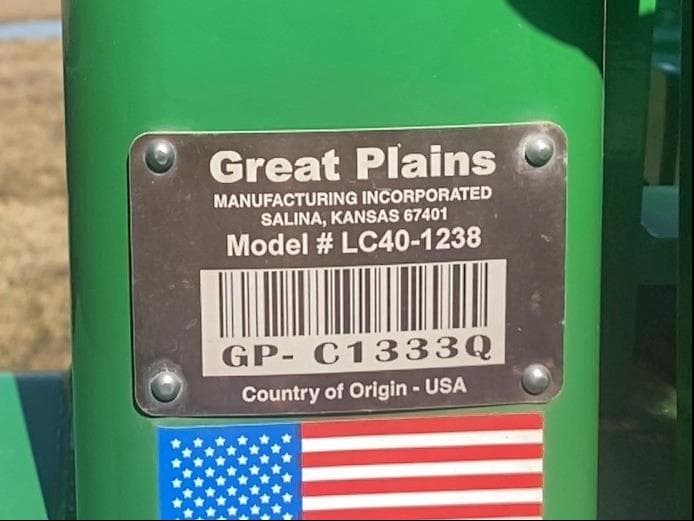 Great Plains
MANUFACTURING INCORPORATED
SALINA, KANSAS 67401
Model # LC40-1238
GP- C1333Q
Country of Origin - USA